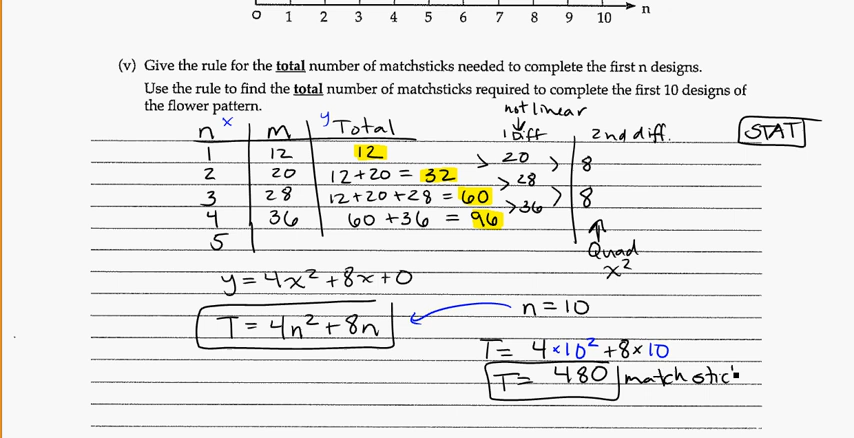 0 1 2 3 4 5 6 7 8 9 10 n
(v) Give the rule for the total number of matchsticks needed to complete the first n designs.
Use the rule to find the total number of matchsticks required to complete the first 10 designs of
the flower pattern.
not linear
n x m y Total 1 Diff 2nd diff. STAT
1 12 12 > 20 > 8
2 20 12+20 = 32 > 28
3 28 12+20+28 = 60 > 36 > 8
4 36 60+36 = 96
5
Quad
x²
y = 4x² + 8x + 0
n = 10
T = 4n² + 8n
T = 4×10² + 8×10
T = 480 matchstic